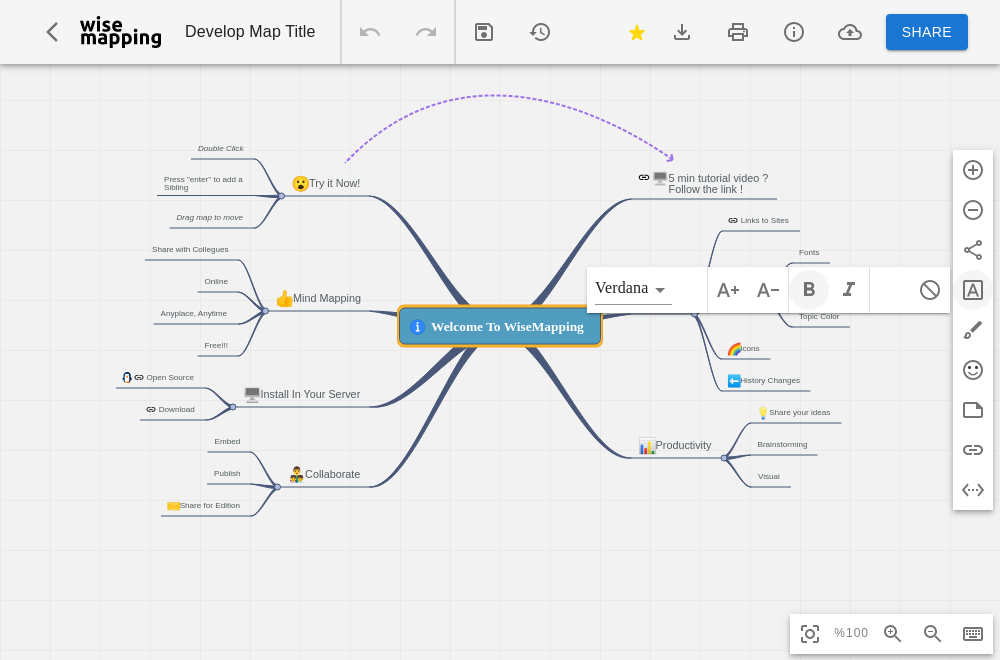 wise
mapping
Develop Map Title
SHARE
Double Click
Press "enter" to add a
Sibling
Drag map to move
😮Try it Now!
5 min tutorial video ?
Follow the link !
Links to Sites
Fonts
Topic Color
Share with Collegues
Online
Anyplace, Anytime
Free!!!
👍Mind Mapping
Verdana
A+
A-
B
I
A
Welcome To WiseMapping
Icons
History Changes
Open Source
Download
Install In Your Server
Share your ideas
Brainstorming
Visual
Productivity
Embed
Publish
Share for Edition
Collaborate
%100